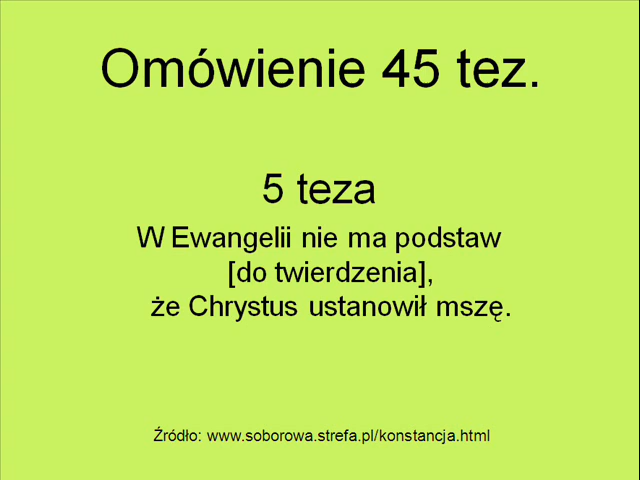 Omówienie 45 tez.
5 teza
W Ewangelii nie ma podstaw
[do twierdzenia],
że Chrystus ustanowił mszę.
Źródło: www.soborowa.strefa.pl/konstancja.html